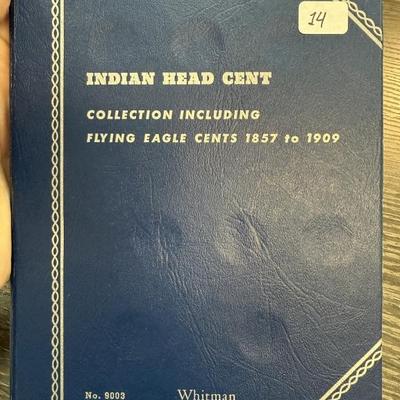 14
INDIAN HEAD CENT
COLLECTION INCLUDING
FLYING EAGLE CENTS 1857 to 1909
No. 9003 Whitman